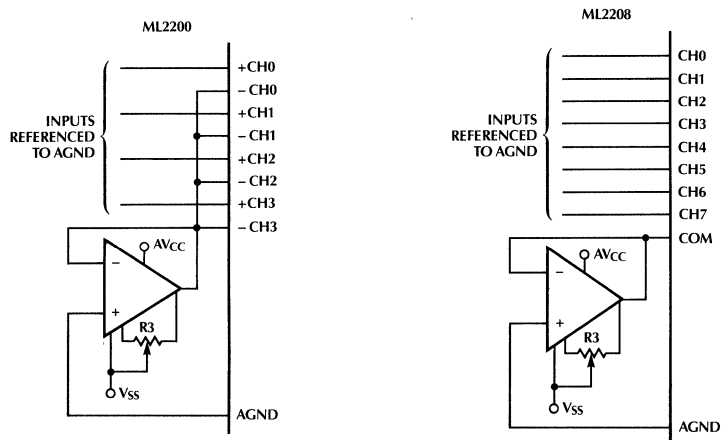 ML2200
+CH0
−CH0
+CH1
−CH1
+CH2
−CH2
+CH3
−CH3
INPUTS
REFERENCED
TO AGND
AVCC
−
+
R3
VSS
AGND
ML2208
CH0
CH1
CH2
CH3
CH4
CH5
CH6
CH7
COM
INPUTS
REFERENCED
TO AGND
AVCC
−
+
R3
VSS
AGND